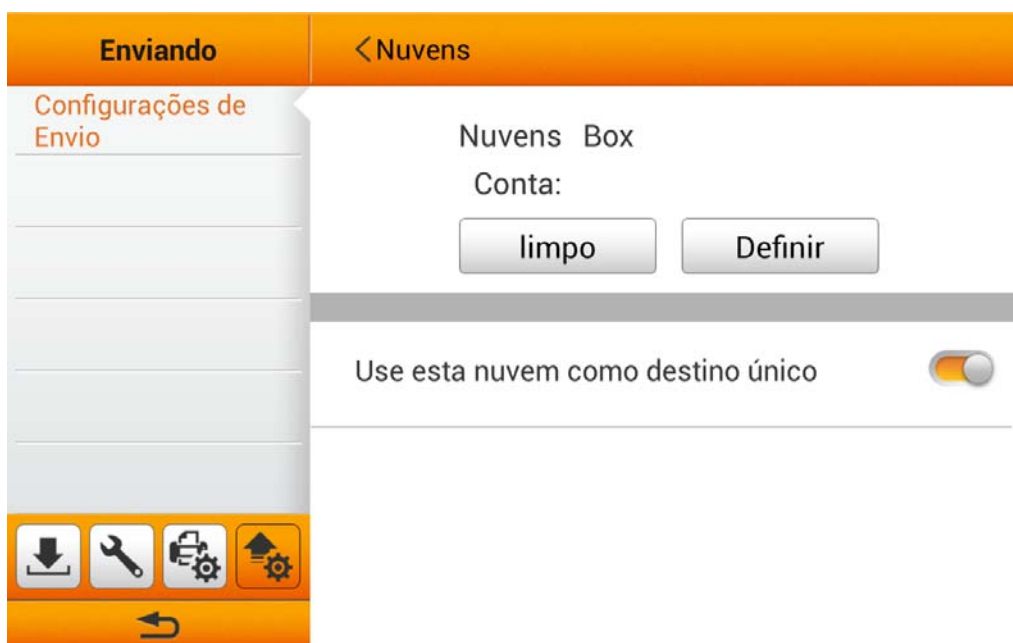 Enviando
Nuvens
Configurações de
Envio
Nuvens Box
Conta:
limpo
Definir
Use esta nuvem como destino único